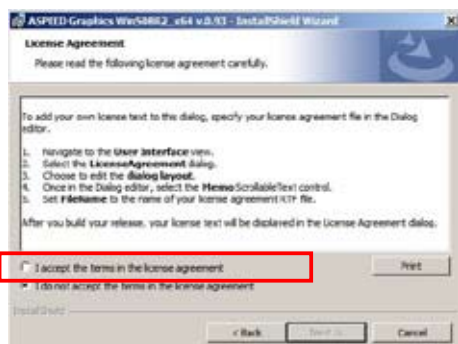 ASPEED Graphics WinS08R2_x64 v.0.93 - InstallShield Wizard
License Agreement
Please read the following license agreement carefully.
To add your own license text to this dialog, specify your license agreement file in the Dialog
editor.
1. Navigate to the User Interface view.
2. Select the LicenseAgreement dialog.
3. Choose to edit the dialog layout.
4. Once in the Dialog editor, select the Memo ScrollableText control.
5. Set FileName to the name of your license agreement RTF file.
After you build your release, your license text will be displayed in the License Agreement dialog.
I accept the terms in the license agreement
Print
I do not accept the terms in the license agreement
InstallShield
< Back
Next >
Cancel